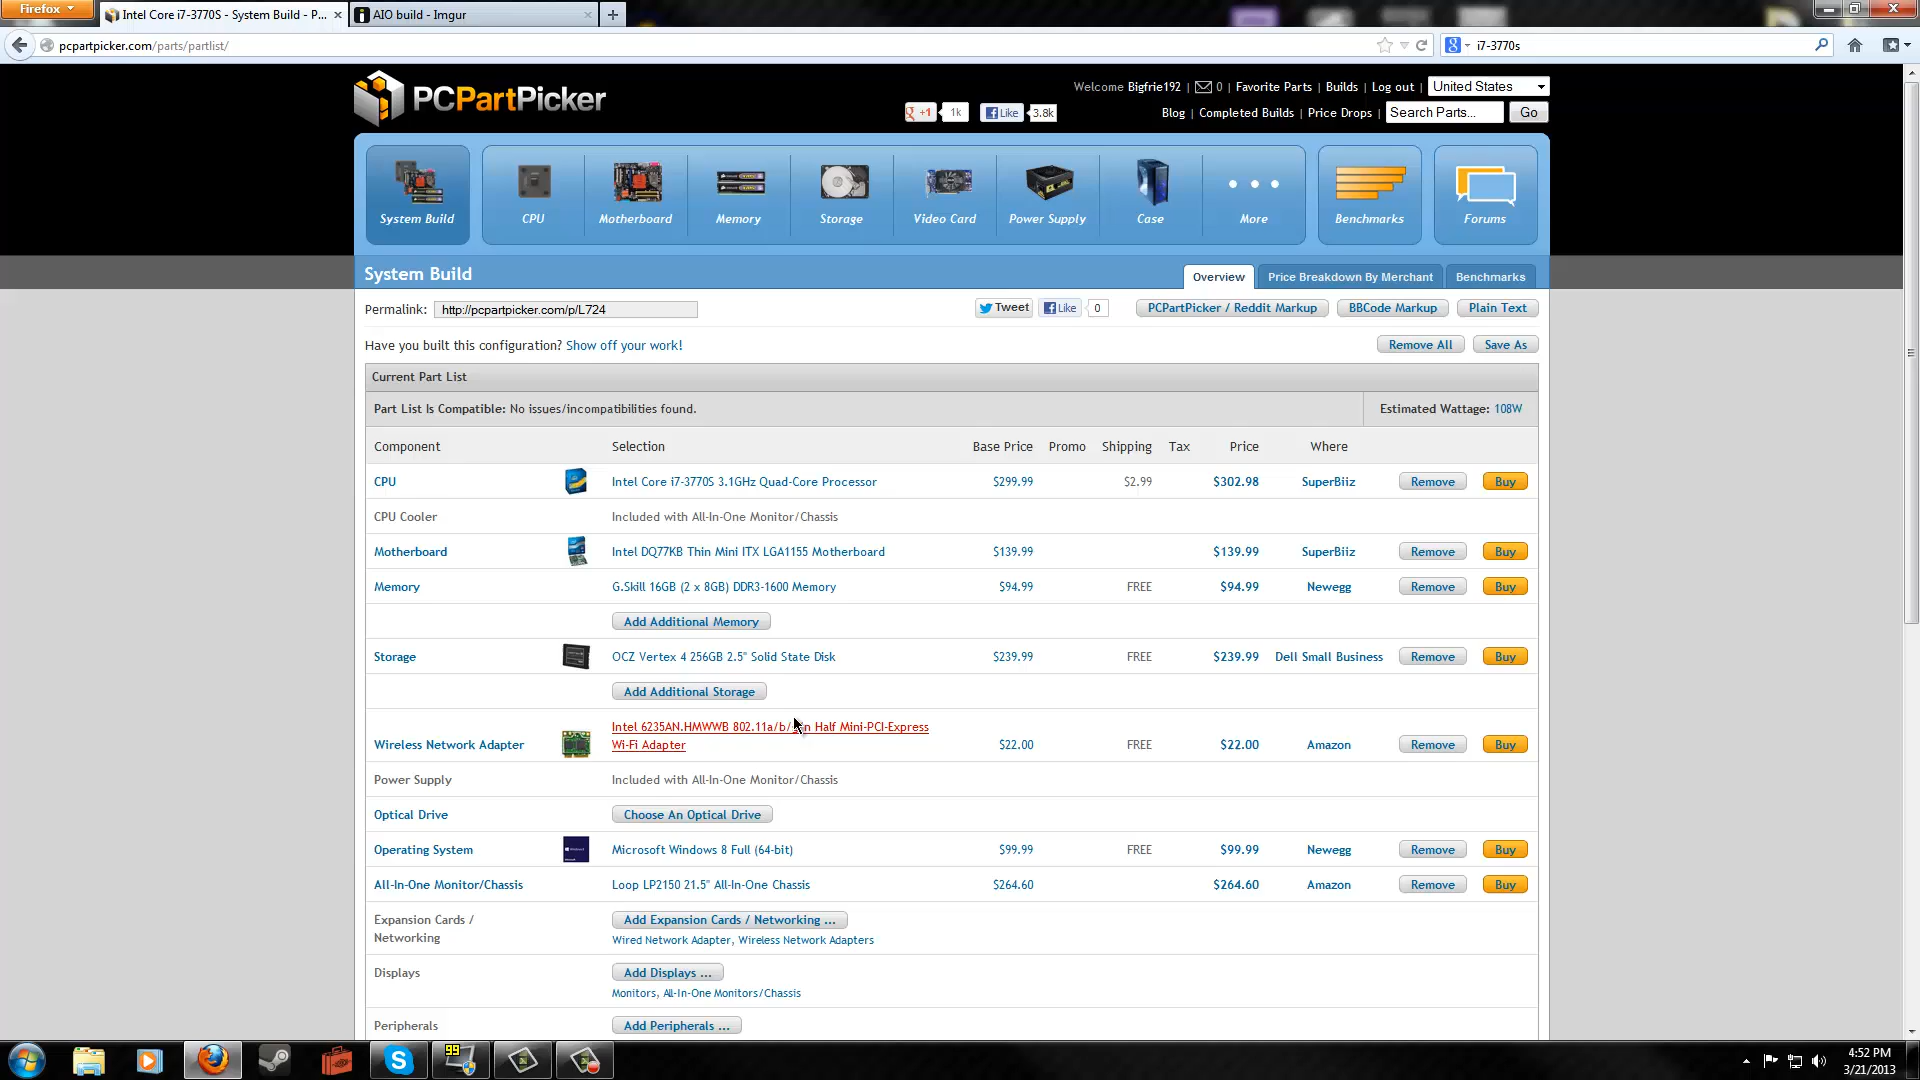 Firefox
Intel Core i7-3770S - System Build - P...
AIO build - Imgur
pcpartpicker.com/parts/partlist/
i7-3770s
PCPartPicker
Welcome Bigfrie192 | 0 | Favorite Parts | Builds | Log out | United States
+1 1k Like 3.8k
Blog | Completed Builds | Price Drops | Search Parts... Go
System Build
CPU
Motherboard
Memory
Storage
Video Card
Power Supply
Case
More
Benchmarks
Forums
System Build
Overview
Price Breakdown By Merchant
Benchmarks
Permalink: http://pcpartpicker.com/p/L724
Tweet Like 0
PCPartPicker / Reddit Markup
BBCode Markup
Plain Text
Have you built this configuration? Show off your work!
Remove All
Save As
Current Part List
Part List Is Compatible: No issues/incompatibilities found.
Estimated Wattage: 108W
Component Selection Base Price Promo Shipping Tax Price Where
CPU Intel Core i7-3770S 3.1GHz Quad-Core Processor $299.99 $2.99 $302.98 SuperBiiz Remove Buy
CPU Cooler Included with All-In-One Monitor/Chassis
Motherboard Intel DQ77KB Thin Mini ITX LGA1155 Motherboard $139.99 $139.99 SuperBiiz Remove Buy
Memory G.Skill 16GB (2 x 8GB) DDR3-1600 Memory $94.99 FREE $94.99 Newegg Remove Buy
Add Additional Memory
Storage OCZ Vertex 4 256GB 2.5" Solid State Disk $239.99 FREE $239.99 Dell Small Business Remove Buy
Add Additional Storage
Intel 6235AN.HMWWB 802.11a/b/ n Half Mini-PCI-Express
Wireless Network Adapter Wi-Fi Adapter $22.00 FREE $22.00 Amazon Remove Buy
Power Supply Included with All-In-One Monitor/Chassis
Optical Drive Choose An Optical Drive
Operating System Microsoft Windows 8 Full (64-bit) $99.99 FREE $99.99 Newegg Remove Buy
All-In-One Monitor/Chassis Loop LP2150 21.5" All-In-One Chassis $264.60 $264.60 Amazon Remove Buy
Expansion Cards / Networking Add Expansion Cards / Networking ...
Wired Network Adapter, Wireless Network Adapters
Displays Add Displays ...
Monitors, All-In-One Monitors/Chassis
Peripherals Add Peripherals ...
99
4:52 PM
3/21/2013